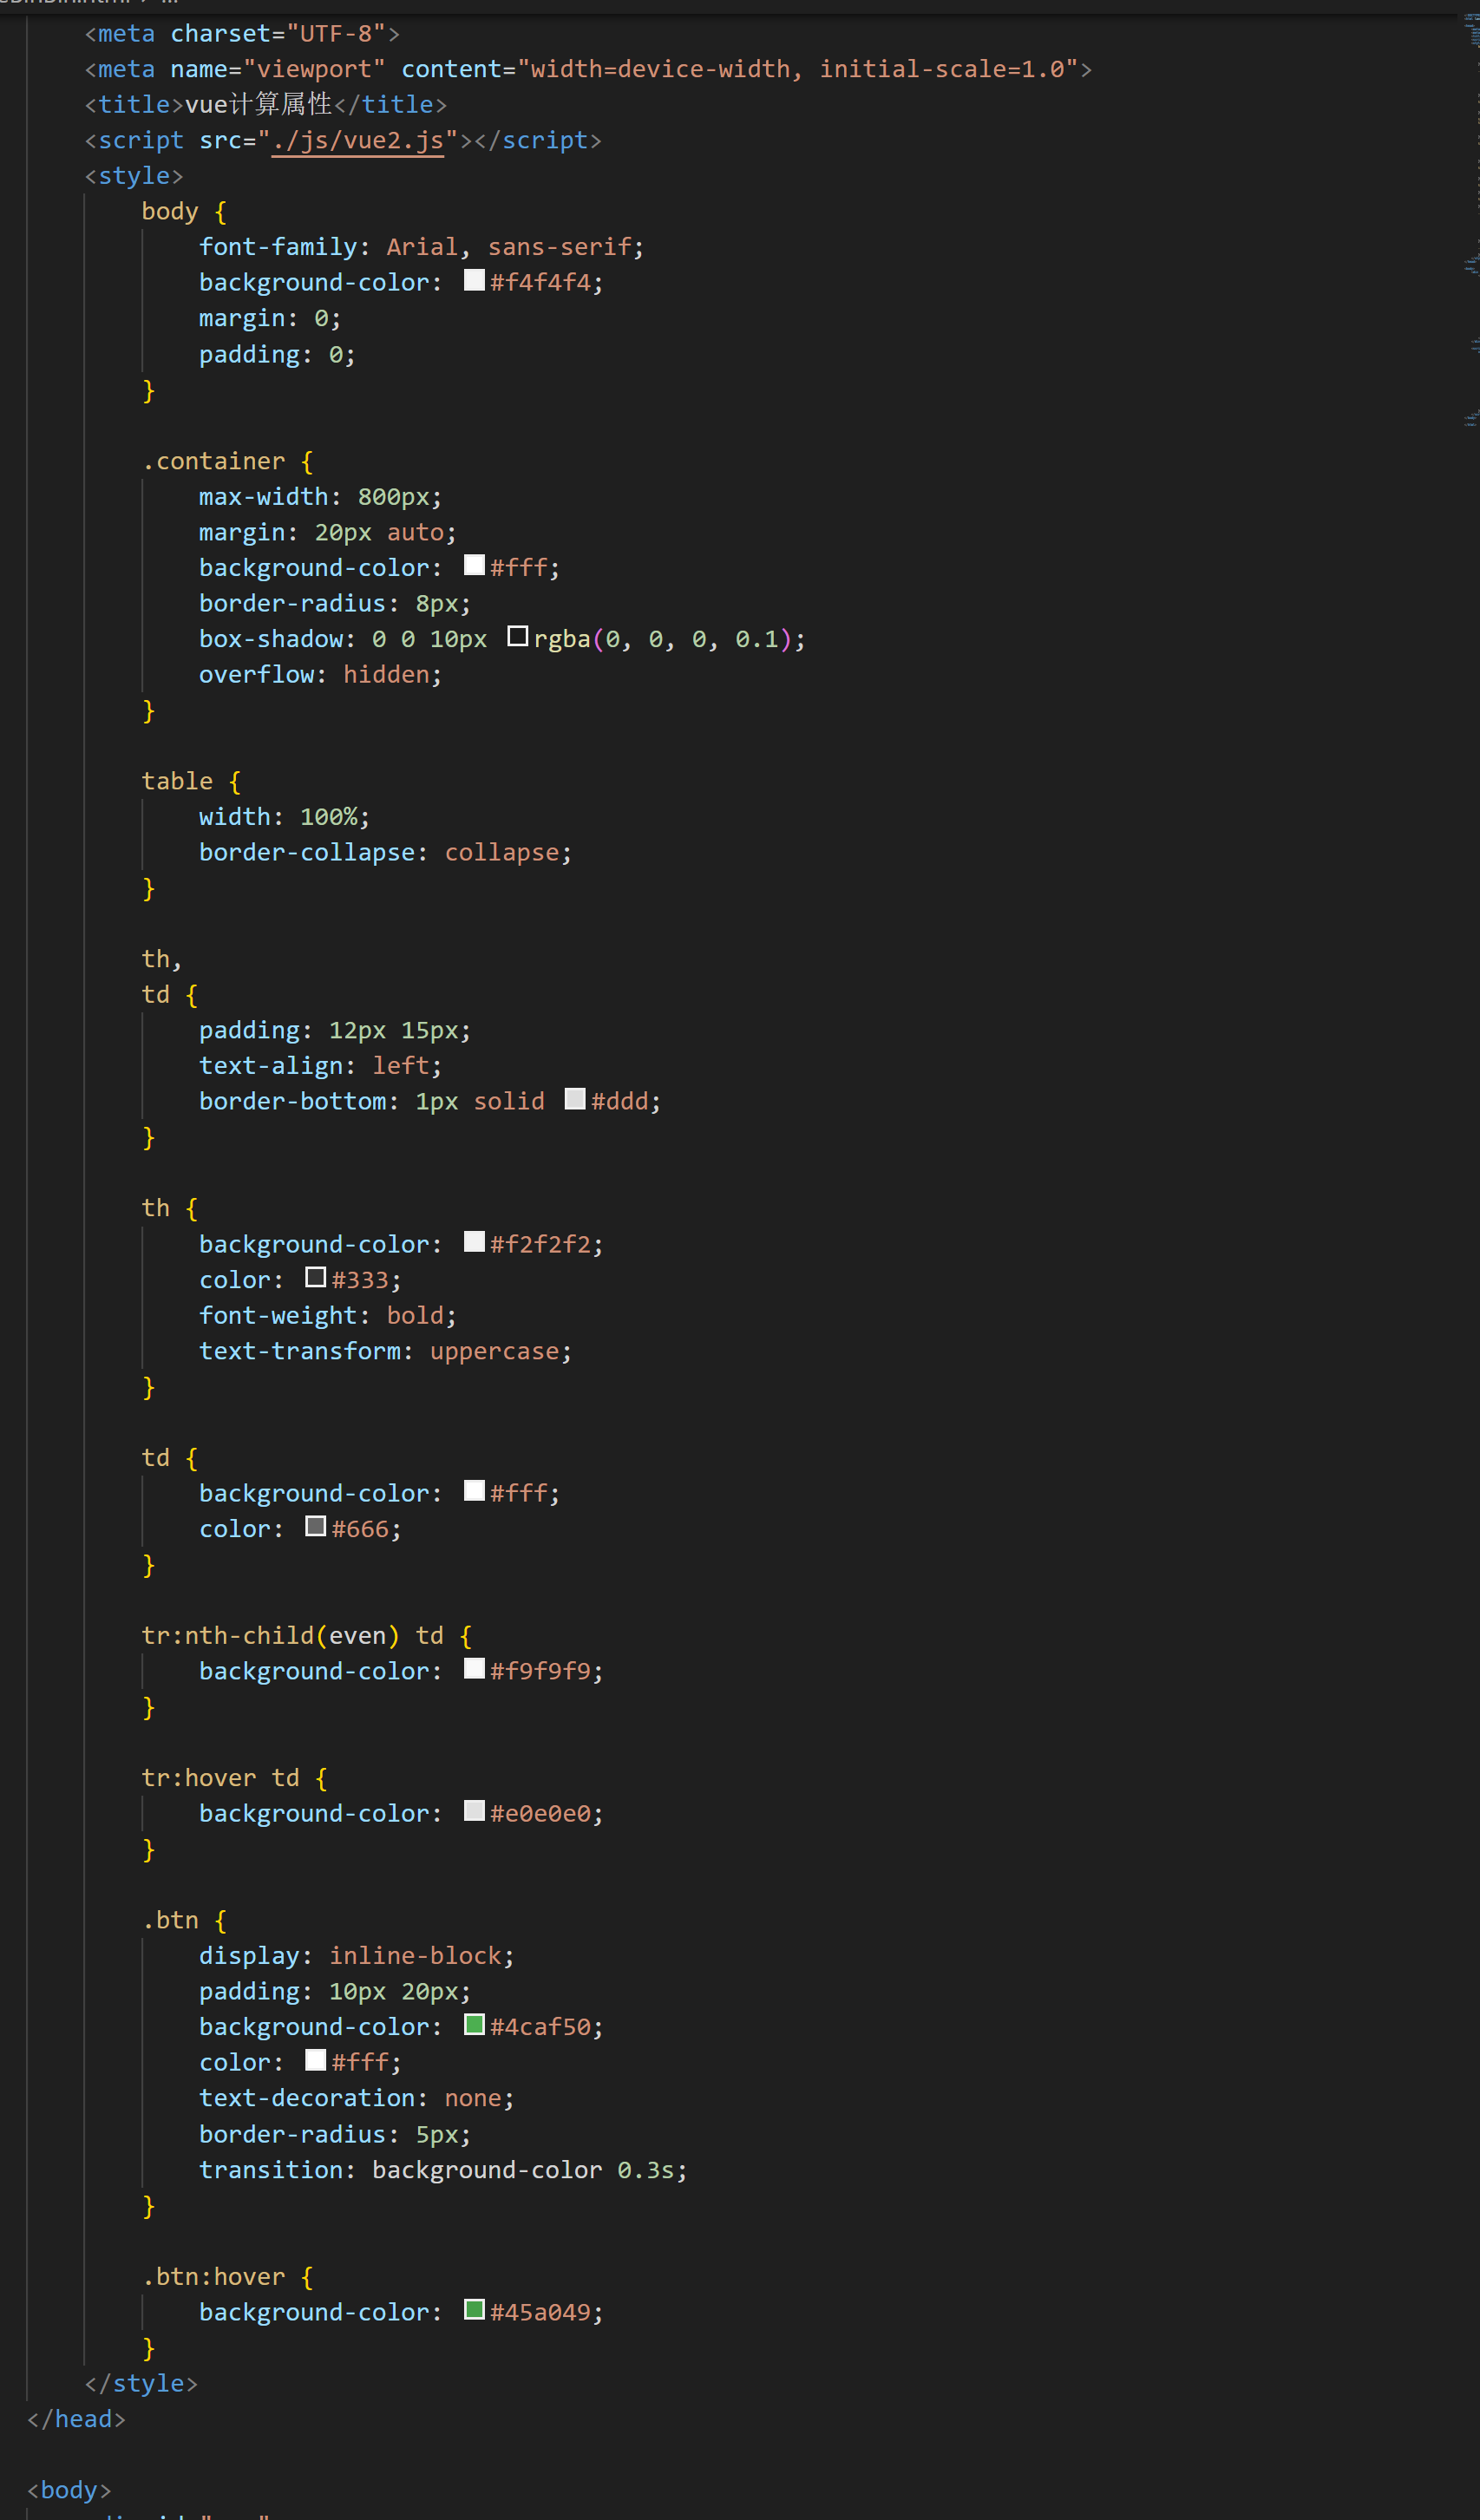 <meta charset="UTF-8">
<meta name="viewport" content="width=device-width, initial-scale=1.0">
<title>vue计算属性</title>
<script src="./js/vue2.js"></script>
<style>
body {
font-family: Arial, sans-serif;
background-color: #f4f4f4;
margin: 0;
padding: 0;
}
.container {
max-width: 800px;
margin: 20px auto;
background-color: #fff;
border-radius: 8px;
box-shadow: 0 0 10px rgba(0, 0, 0, 0.1);
overflow: hidden;
}
table {
width: 100%;
border-collapse: collapse;
}
th,
td {
padding: 12px 15px;
text-align: left;
border-bottom: 1px solid #ddd;
}
th {
background-color: #f2f2f2;
color: #333;
font-weight: bold;
text-transform: uppercase;
}
td {
background-color: #fff;
color: #666;
}
tr:nth-child(even) td {
background-color: #f9f9f9;
}
tr:hover td {
background-color: #e0e0e0;
}
.btn {
display: inline-block;
padding: 10px 20px;
background-color: #4caf50;
color: #fff;
text-decoration: none;
border-radius: 5px;
transition: background-color 0.3s;
}
.btn:hover {
background-color: #45a049;
}
</style>
</head>
<body>